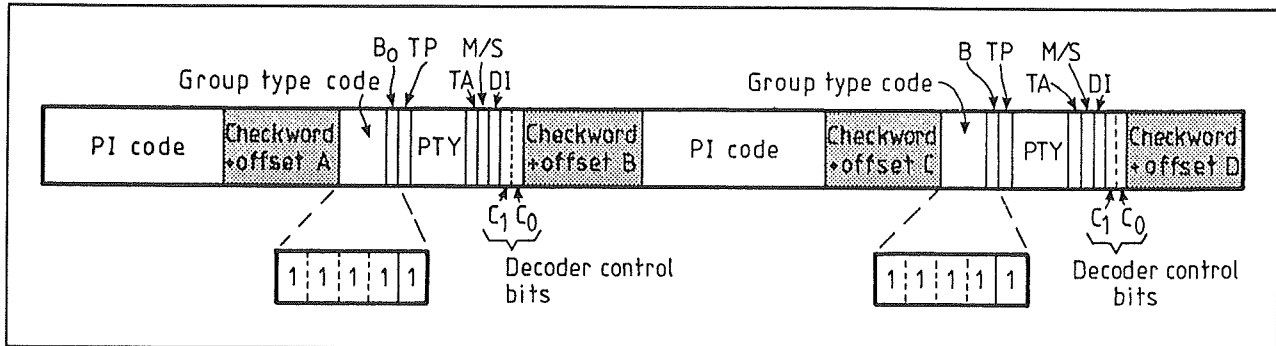 B₀ TP M/S
Group type code TA DI
B TP M/S
Group type code TA DI
PI code
Checkword
+offset A
PTY
Checkword
+offset B
PI code
Checkword
+offset C
PTY
Checkword
+offset D
C₁ C₀
Decoder control
bits
1 1 1 1 1
C₁ C₀
Decoder control
bits
1 1 1 1 1